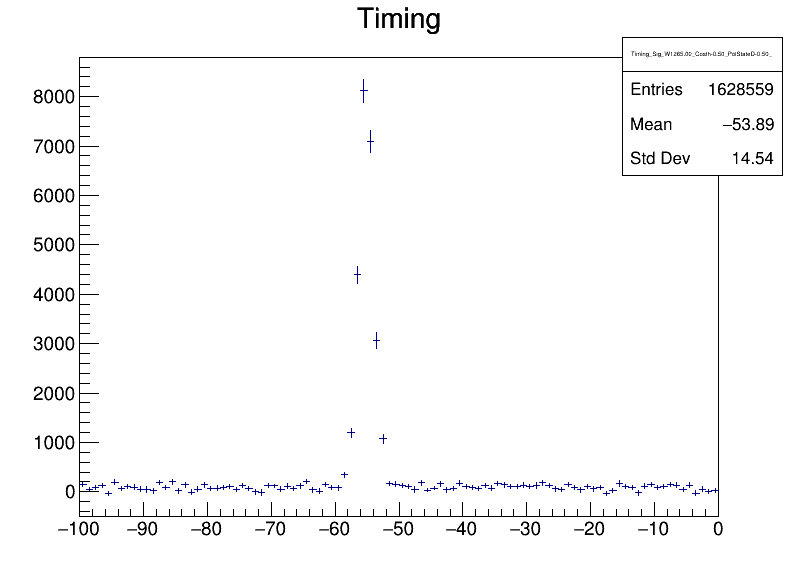 Timing
Timing_Sig_W1265.00_Costh-0.50_PolStateD-0.50_
Entries 1628559
Mean −53.89
Std Dev 14.54
8000
7000
6000
5000
4000
3000
2000
1000
0
−100 −90 −80 −70 −60 −50 −40 −30 −20 −10 0